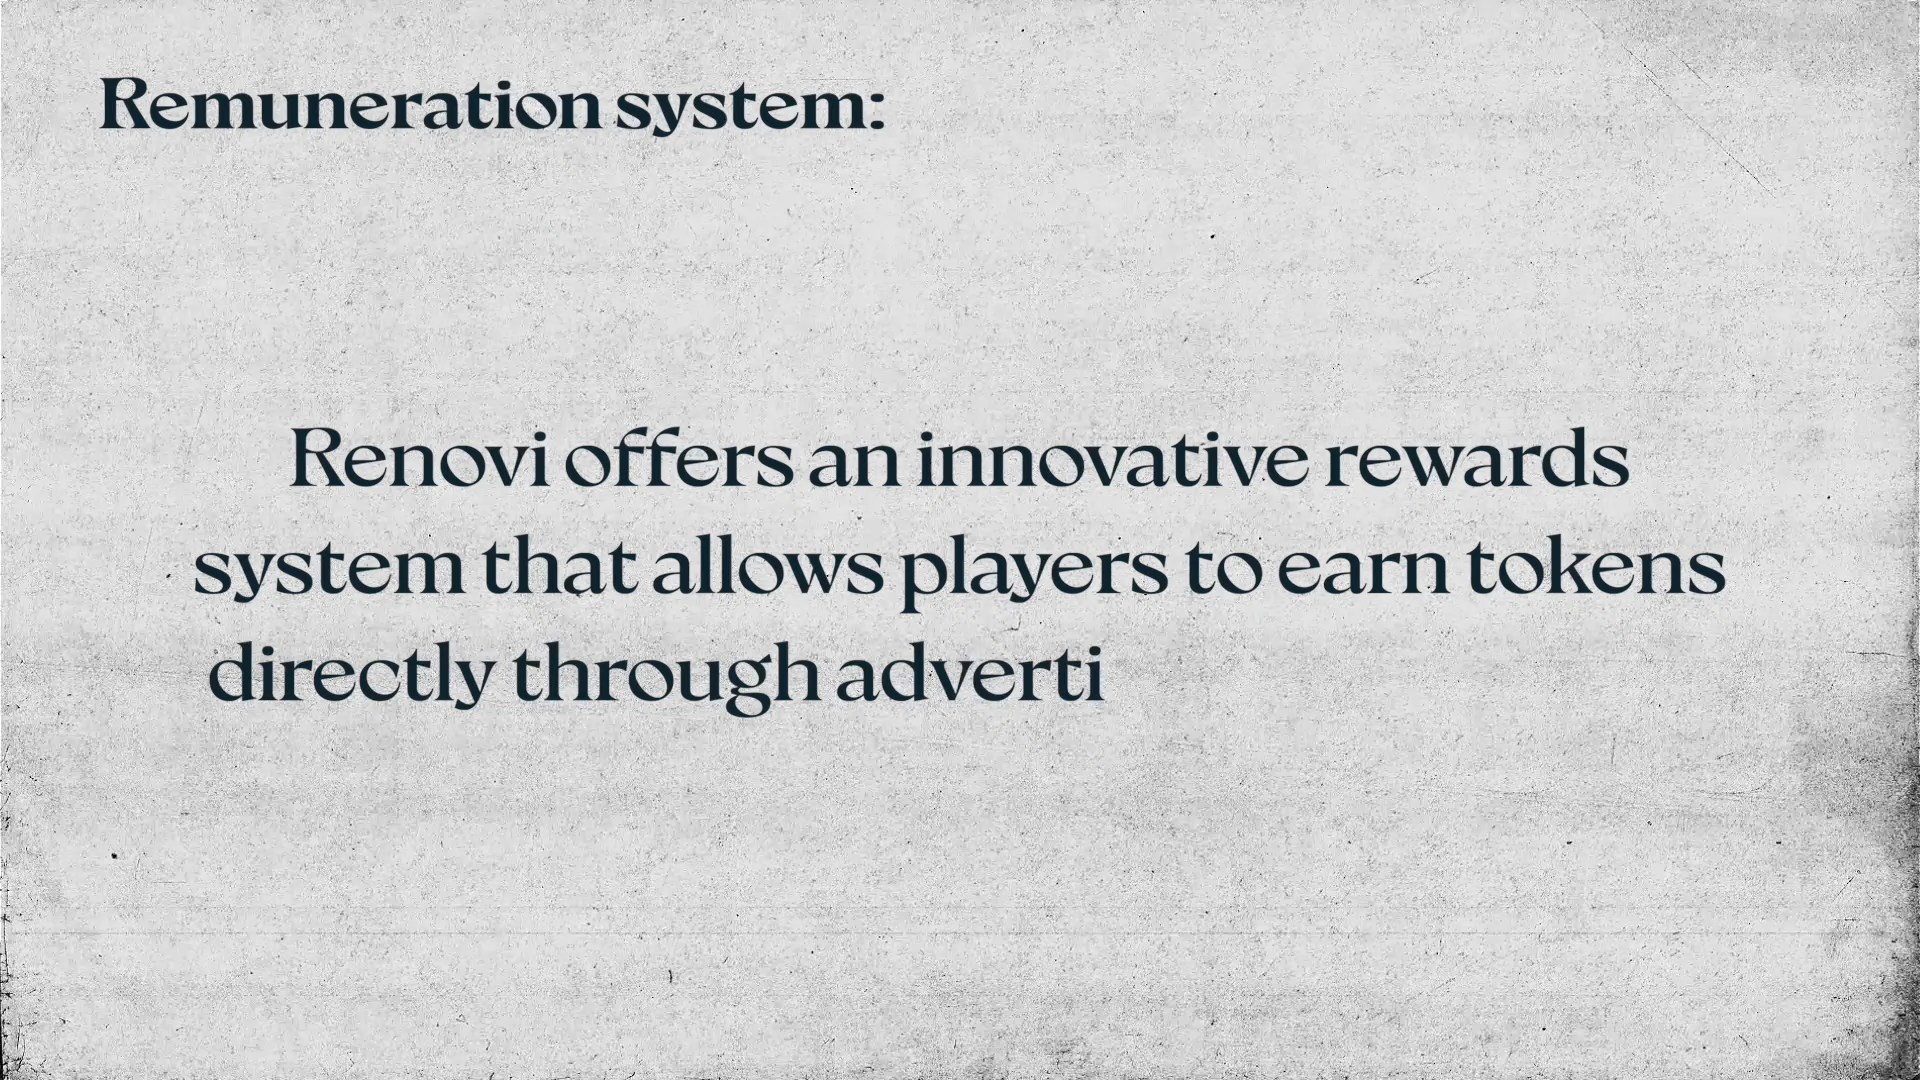 Remuneration system:
Renovi offers an innovative rewards
system that allows players to earn tokens
directly through adverti